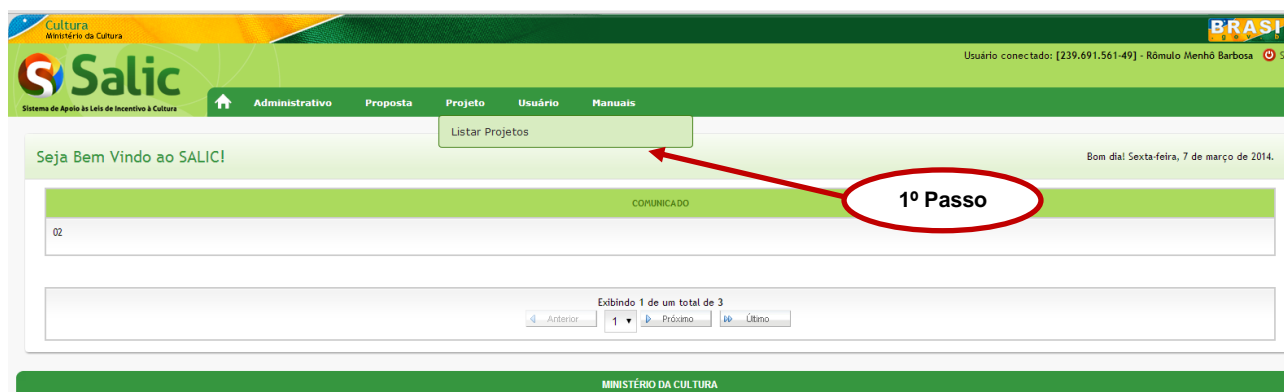 Cultura
Ministério da Cultura
BRASI
Usuário conectado: [239.691.561-49] - Rômulo Menhô Barbosa S
Salic
Sistema de Apoio às Leis de Incentivo à Cultura
Administrativo Proposta Projeto Usuário Manuais
Listar Projetos
Seja Bem Vindo ao SALIC!
Bom dia! Sexta-feira, 7 de março de 2014.
1º Passo
COMUNICADO
02
Exibindo 1 de um total de 3
Anterior 1 Próximo Último
MINISTÉRIO DA CULTURA